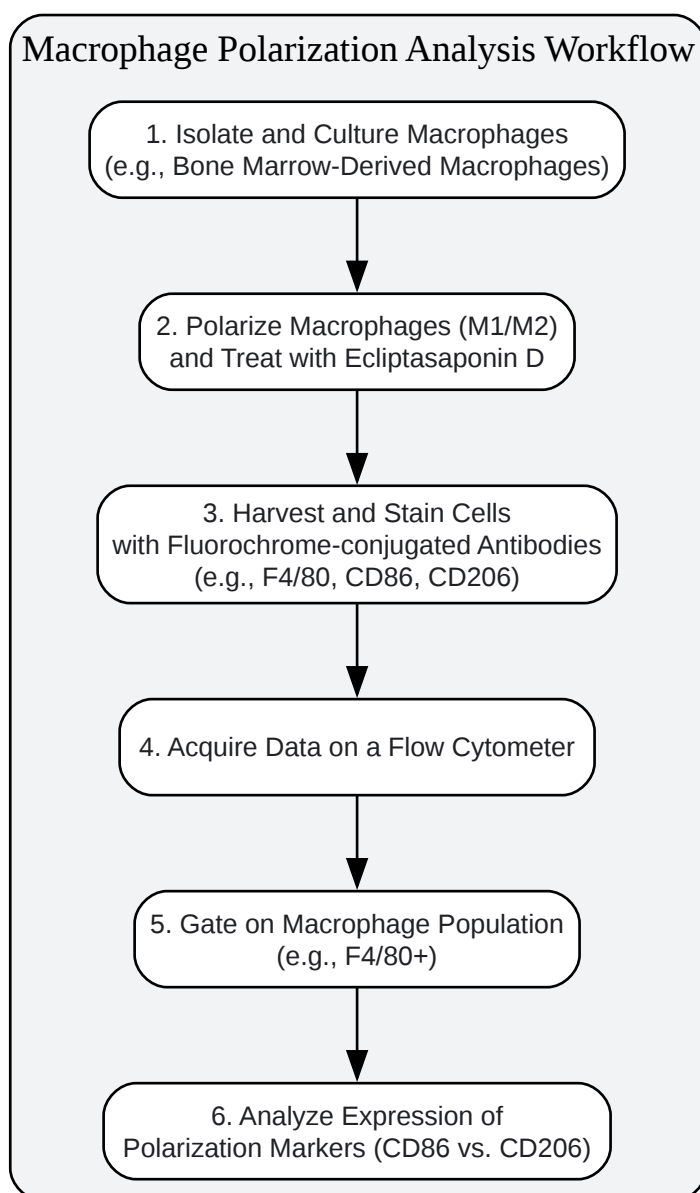 Macrophage Polarization Analysis Workflow
1. Isolate and Culture Macrophages
(e.g., Bone Marrow-Derived Macrophages)
2. Polarize Macrophages (M1/M2)
and Treat with Ecliptasaponin D
3. Harvest and Stain Cells
with Fluorochrome-conjugated Antibodies
(e.g., F4/80, CD86, CD206)
4. Acquire Data on a Flow Cytometer
5. Gate on Macrophage Population
(e.g., F4/80+)
6. Analyze Expression of
Polarization Markers (CD86 vs. CD206)